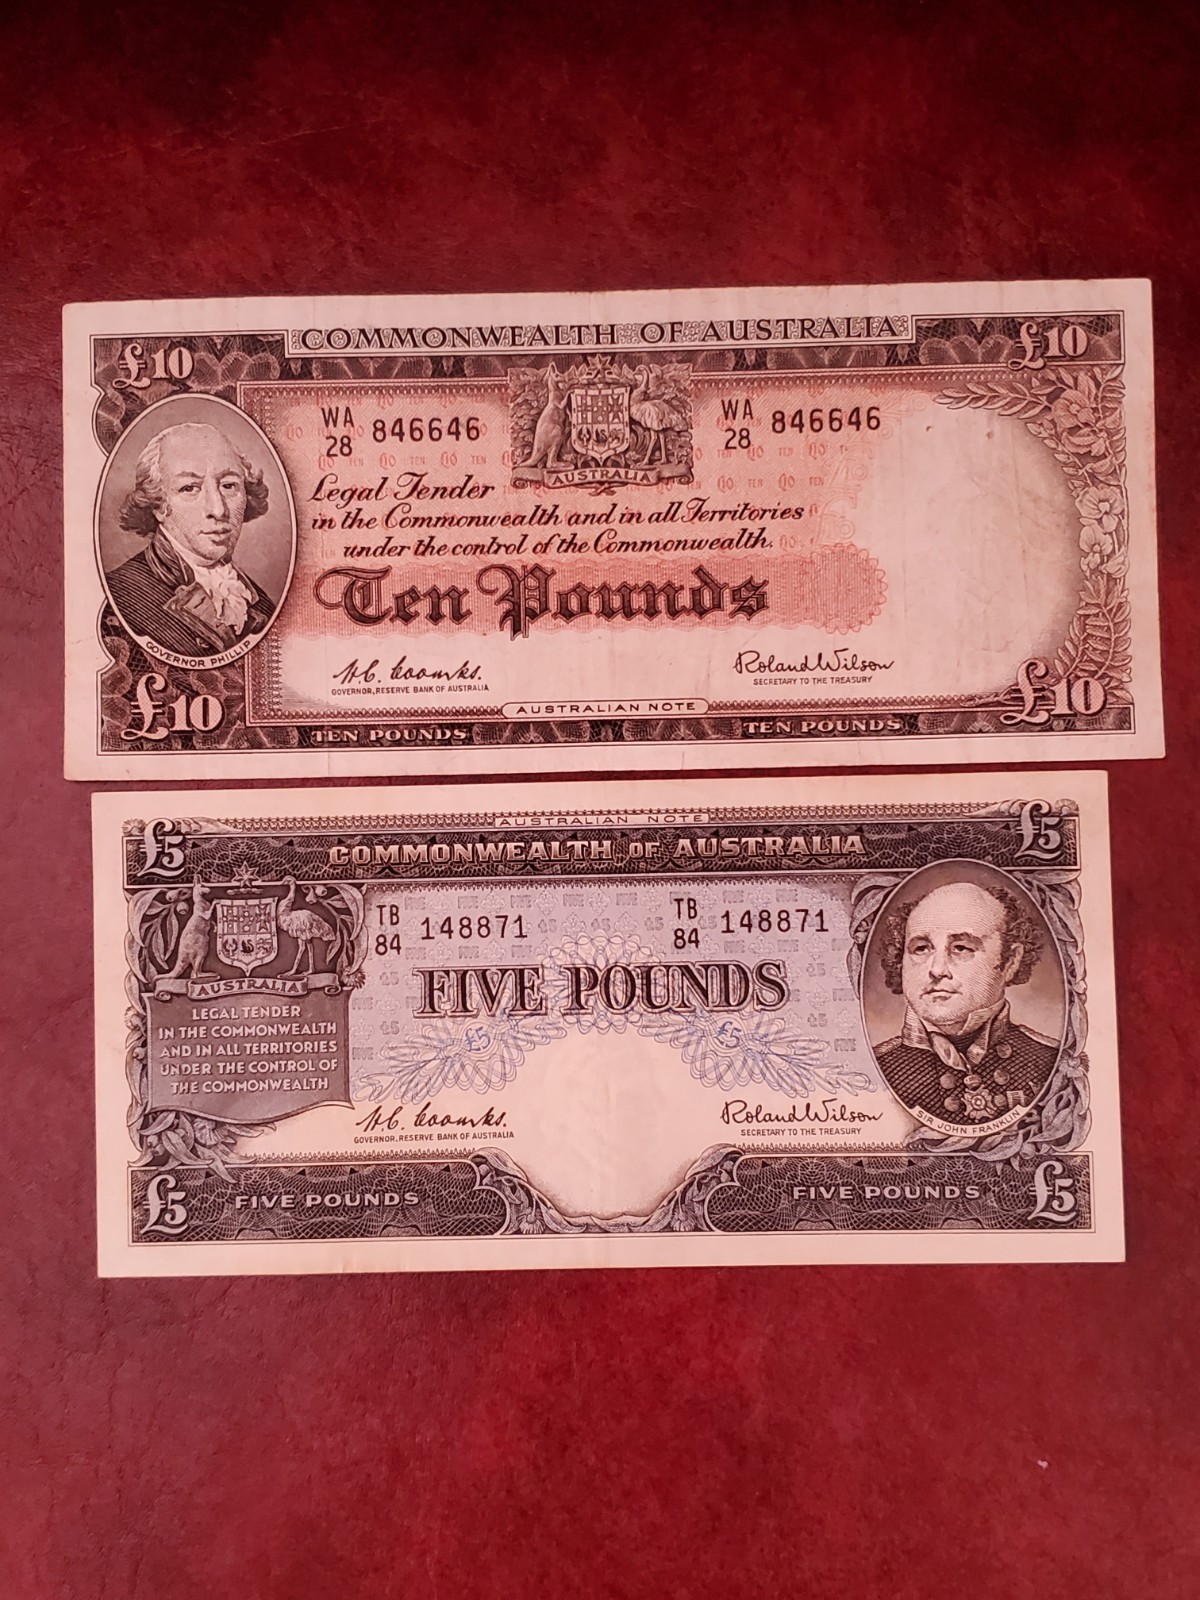 COMMONWEALTH OF AUSTRALIA
£10 £10
WA 28 846646
WA 28 846646
AUSTRALIA
Legal Tender
in the Commonwealth and in all Territories
under the control of the Commonwealth.
Ten Pounds
GOVERNOR PHILLIP
H.C. Coombs.
GOVERNOR, RESERVE BANK OF AUSTRALIA
Roland Wilson
SECRETARY TO THE TREASURY
£10 £10
AUSTRALIAN NOTE
TEN POUNDS TEN POUNDS
AUSTRALIAN NOTE
£5 £5
COMMONWEALTH OF AUSTRALIA
TB 84 148871
TB 84 148871
FIVE POUNDS
AUSTRALIA
LEGAL TENDER
IN THE COMMONWEALTH
AND IN ALL TERRITORIES
UNDER THE CONTROL OF
THE COMMONWEALTH
£5 £5
H.C. Coombs.
GOVERNOR, RESERVE BANK OF AUSTRALIA
Roland Wilson
SECRETARY TO THE TREASURY
SIR JOHN FRANKLIN
£5 FIVE POUNDS FIVE POUNDS £5